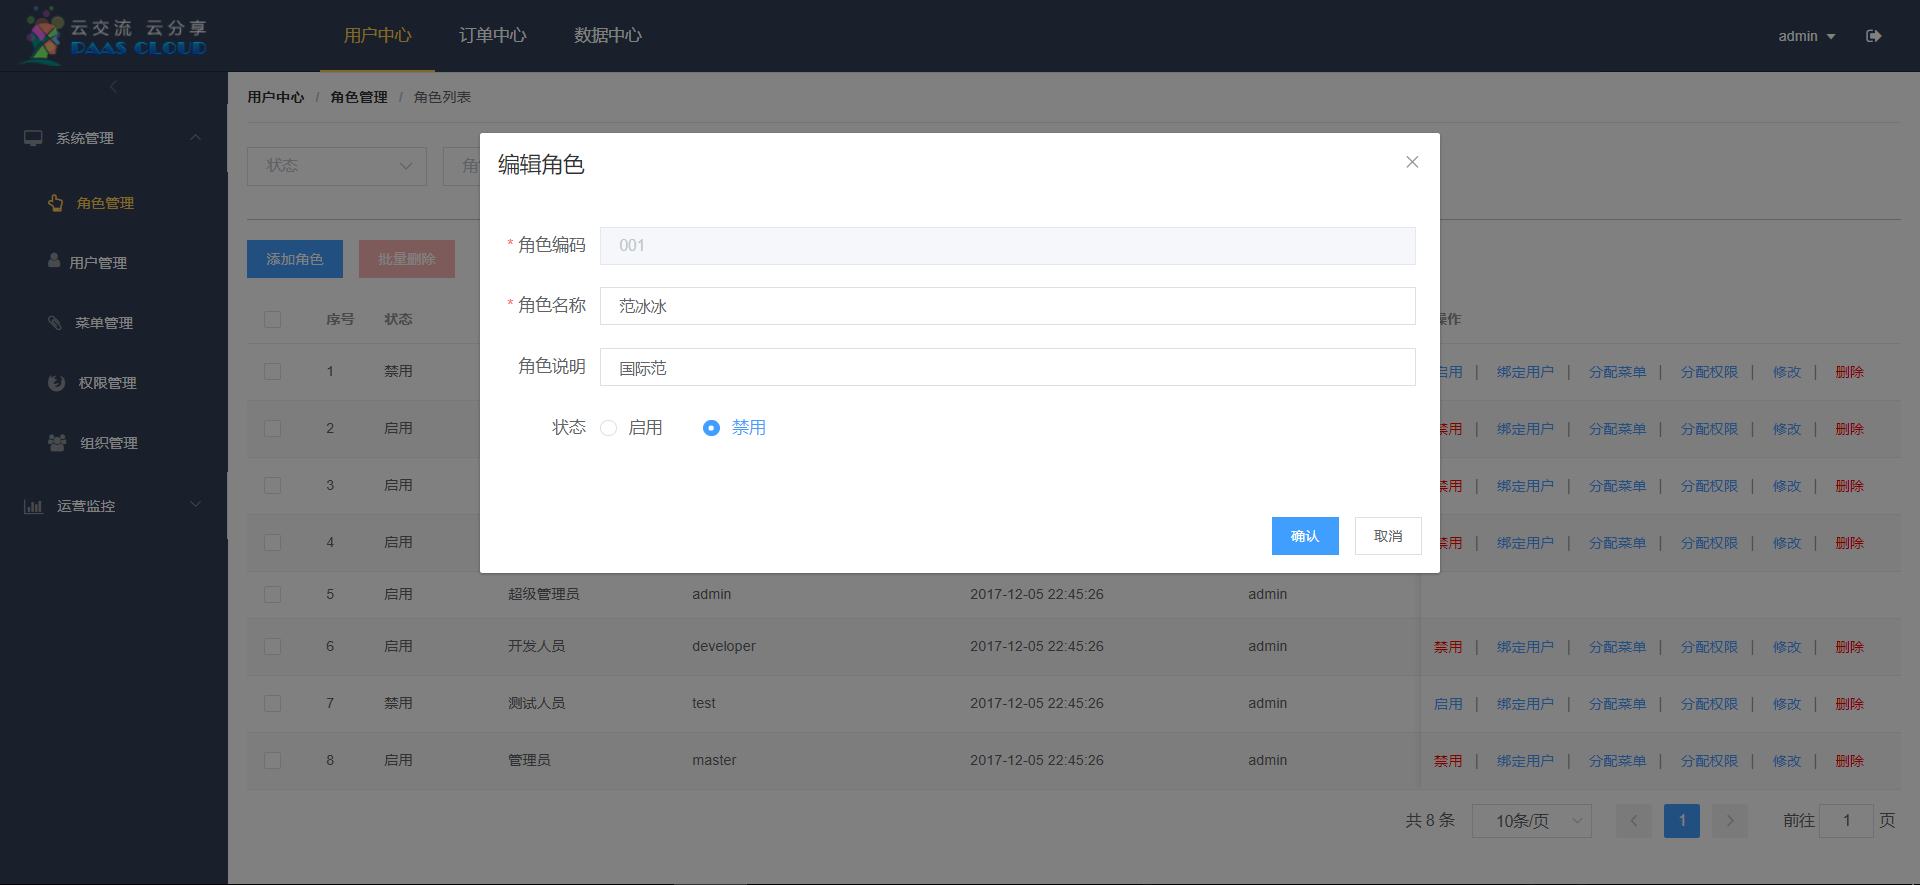 云交流 云分享
DAAS CLOUD
用户中心 订单中心 数据中心
admin
用户中心 / 角色管理 / 角色列表
系统管理
角色管理
用户管理
菜单管理
权限管理
组织管理
运营监控
状态 角
添加角色 批量删除
编辑角色
* 角色编码 001
* 角色名称 范冰冰
角色说明 国际范
状态 启用 禁用
确认 取消
序号 状态 操作
1 禁用 启用 | 绑定用户 | 分配菜单 | 分配权限 | 修改 | 删除
2 启用 禁用 | 绑定用户 | 分配菜单 | 分配权限 | 修改 | 删除
3 启用 禁用 | 绑定用户 | 分配菜单 | 分配权限 | 修改 | 删除
4 启用 禁用 | 绑定用户 | 分配菜单 | 分配权限 | 修改 | 删除
5 启用 超级管理员 admin 2017-12-05 22:45:26 admin
6 启用 开发人员 developer 2017-12-05 22:45:26 admin 禁用 | 绑定用户 | 分配菜单 | 分配权限 | 修改 | 删除
7 禁用 测试人员 test 2017-12-05 22:45:26 admin 启用 | 绑定用户 | 分配菜单 | 分配权限 | 修改 | 删除
8 启用 管理员 master 2017-12-05 22:45:26 admin 禁用 | 绑定用户 | 分配菜单 | 分配权限 | 修改 | 删除
共 8 条 10条/页 1 前往 1 页